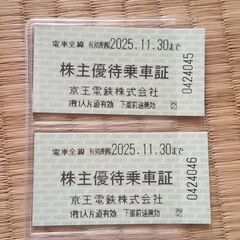 電車全線 有効期限 2025.11.30まで
株主優待乗車証
京王電鉄株式会社
1枚1人片道有効 下車前途無効
0424045
電車全線 有効期限 2025.11.30まで
株主優待乗車証
京王電鉄株式会社
1枚1人片道有効 下車前途無効
0424046